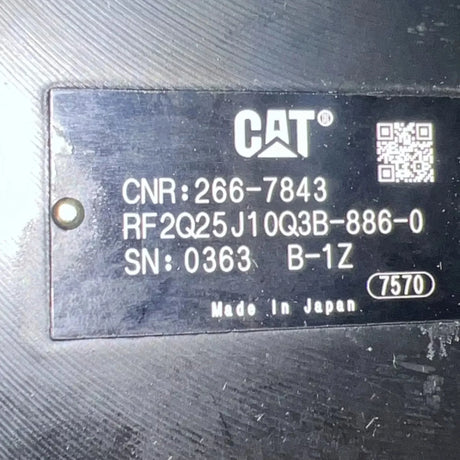 CAT®
CNR:266-7843
RF2Q25J10Q3B-886-0
SN:0363 B-1Z
7570
Made in Japan